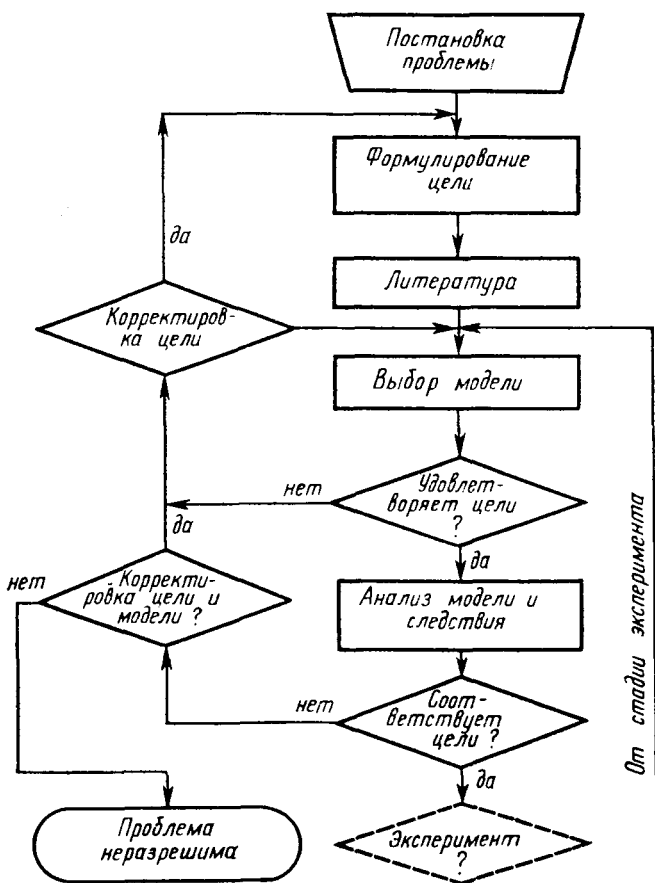 Постановка
проблемы
Формулирование
цели
да
Литература
Корректиров-
ка цели
Выбор модели
нет
Удовлет-
воряет цели
?
да
да
нет
Корректи-
ровка цели и
модели ?
Анализ модели и
следствия
От стадии эксперимента
нет
Соот-
ветствует
цели ?
да
Проблема
неразрешима
Эксперимент
?